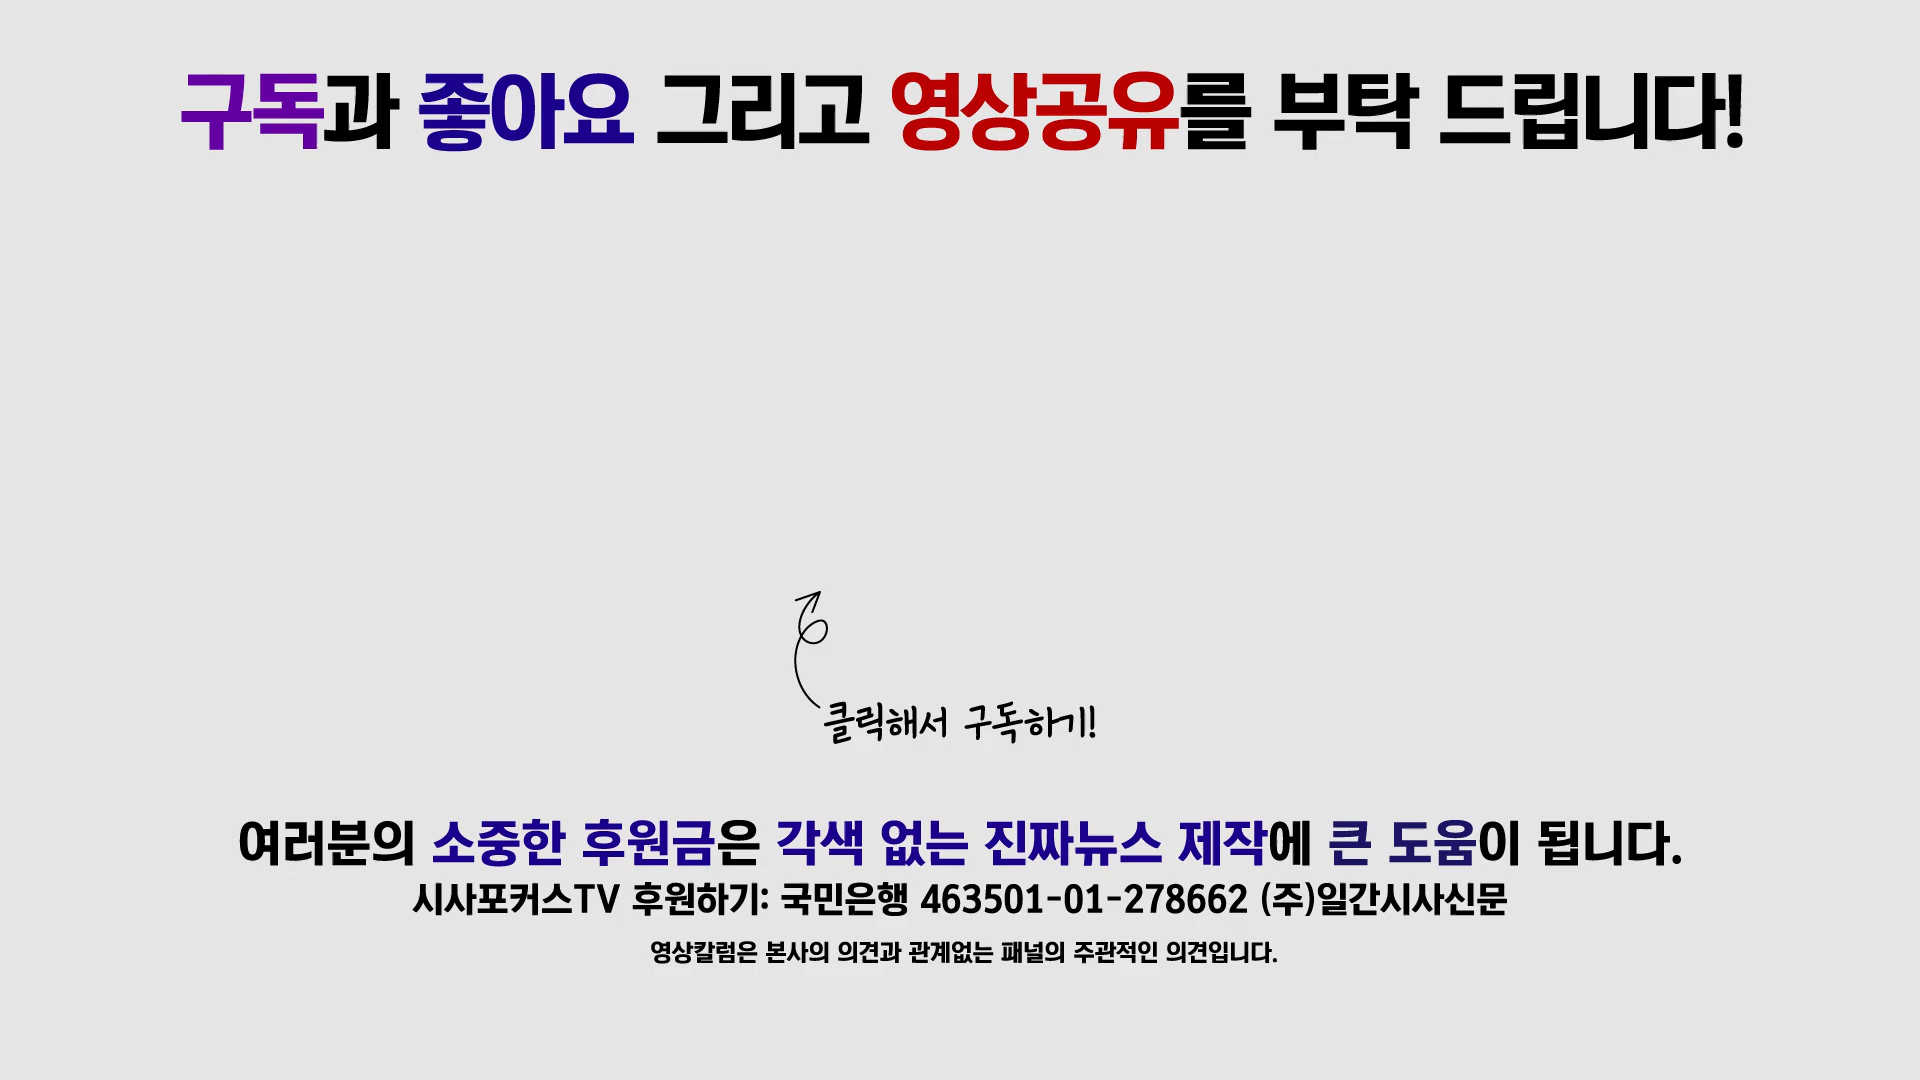 구독과 좋아요 그리고 영상공유를 부탁 드립니다!
클릭해서 구독하기!
여러분의 소중한 후원금은 각색 없는 진짜뉴스 제작에 큰 도움이 됩니다.
시사포커스TV 후원하기: 국민은행 463501-01-278662 (주)일간시사신문
영상칼럼은 본사의 의견과 관계없는 패널의 주관적인 의견입니다.